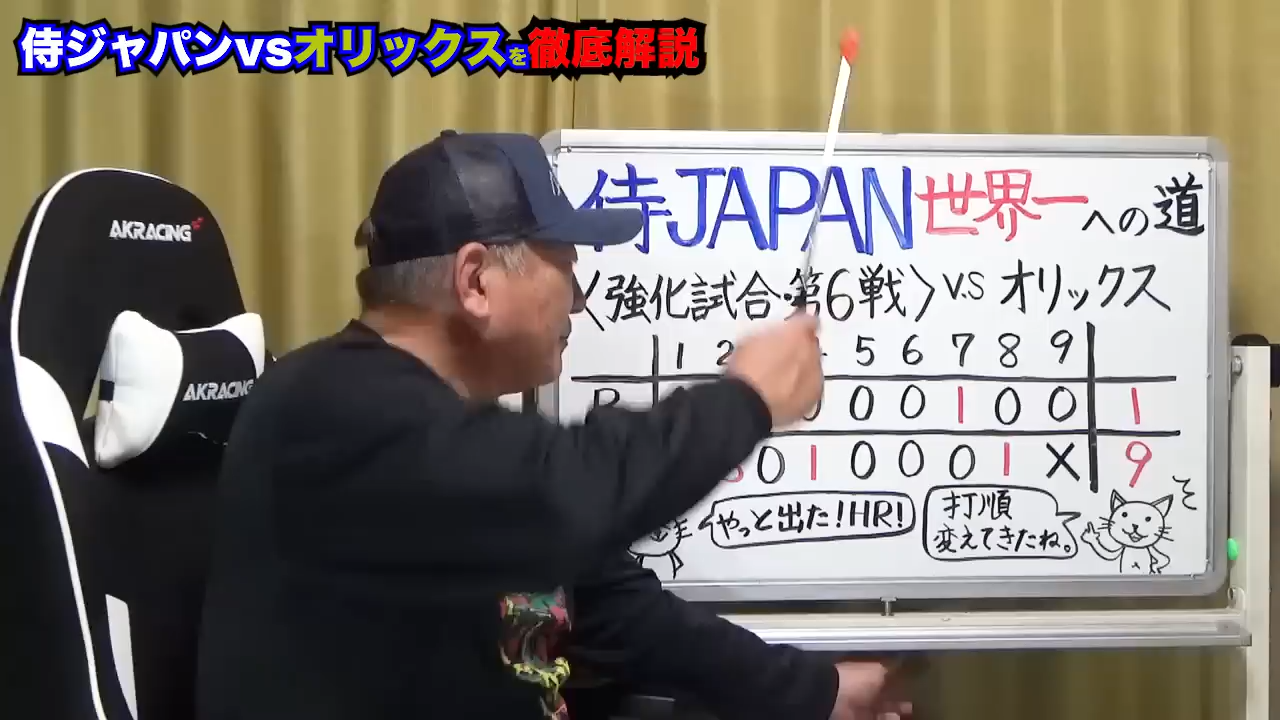 侍ジャパンvsオリックスを徹底解説
AKRACING
AKRACING
侍JAPAN世界一への道
〈強化試合・第6戦〉V.S オリックス
1 2 5 6 7 8 9
0 0 0 1 0 0 1
0 1 0 0 0 1 X 9
やっと出た!HR!
打順
変えてきたね。